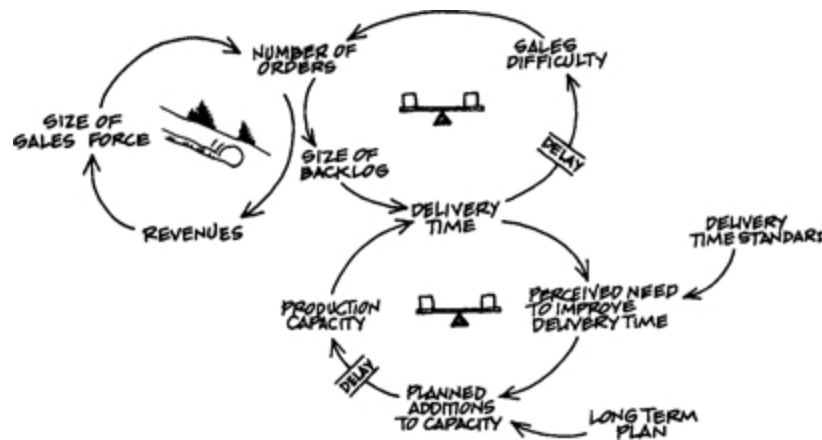 NUMBER OF
ORDERS
SALES
DIFFICULTY
SIZE OF
SALES FORCE
SIZE OF
BACKLOG
DELAY
REVENUES
DELIVERY
TIME
DELIVERY
TIME STANDARD
PRODUCTION
CAPACITY
PERCEIVED NEED
TO IMPROVE
DELIVERY TIME
DELAY
PLANNED
ADDITIONS
TO CAPACITY
LONG TERM
PLAN